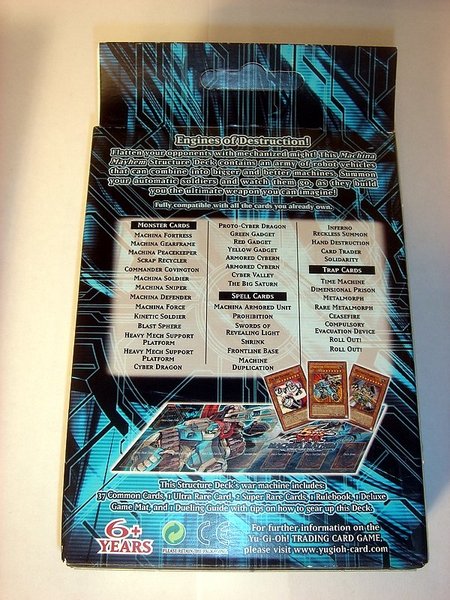 Engines of Destruction!
Flatten your opponent with mechanized might! This Machina
Mayhem Structure Deck contains an army of robot vehicles
that can combine into bigger and better machines. Summon
your automatic soldiers and watch them go, as they build
you the ultimate weapon you can imagine!
Fully compatible with all the cards you already own.
MONSTER CARDS
MACHINA FORTRESS
MACHINA GEARFRAME
MACHINA PEACEKEEPER
SCRAP RECYCLER
COMMANDER COVINGTON
MACHINA SOLDIER
MACHINA SNIPER
MACHINA DEFENDER
MACHINA FORCE
KINETIC SOLDIER
BLAST SPHERE
HEAVY MECH SUPPORT
PLATFORM
HEAVY MECH SUPPORT
PLATFORM
CYBER DRAGON
PROTO-CYBER DRAGON
GREEN GADGET
RED GADGET
YELLOW GADGET
ARMORED CYBERN
ARMORED CYBERN
CYBER VALLEY
THE BIG SATURN
SPELL CARDS
MACHINA ARMORED UNIT
PROHIBITION
SWORDS OF
REVEALING LIGHT
SHRINK
FRONTLINE BASE
MACHINE
DUPLICATION
INFERNO
RECKLESS SUMMON
HAND DESTRUCTION
CARD TRADER
SOLIDARITY
TRAP CARDS
TIME MACHINE
DIMENSIONAL PRISON
METALMORPH
RARE METALMORPH
CEASEFIRE
COMPULSORY
EVACUATION DEVICE
ROLL OUT!
ROLL OUT!
This Structure Deck's war machine includes:
37 Common Cards, 1 Ultra Rare Card, 2 Super Rare Cards, 1 Rulebook, 1 Deluxe
Game Mat, and 1 Dueling Guide with tips on how to gear up this Deck.
6+
YEARS
CE
For further information on the
Yu-Gi-Oh! TRADING CARD GAME,
please visit www.yugioh-card.com